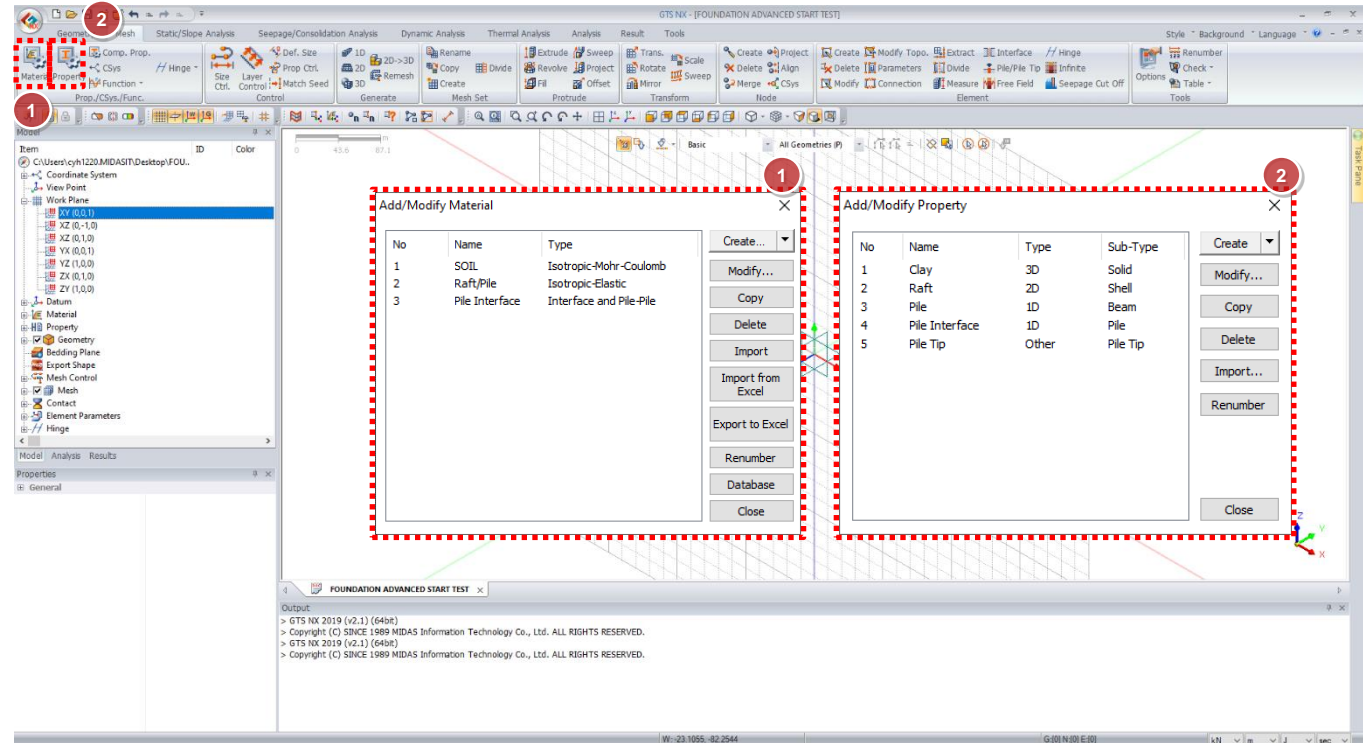 GTS NX - [FOUNDATION ADVANCED START TEST]
2
Mesh Static/Slope Analysis Seepage/Consolidation Analysis Dynamic Analysis Thermal Analysis Analysis Result Tools Style Background Language
Material Property Comp. Prop. CSys Function Hinge
Prop./CSys./Func.
Size Ctrl. Layer Control Def. Size Prop Ctrl. Match Seed
Control
1D 2D 3D 2D->3D Remesh
Generate
Rename Copy Divide Create
Mesh Set
Extrude Sweep Revolve Project Fill Offset
Protrude
Trans. Scale Rotate Sweep Mirror
Transform
Create Project Delete Align Merge CSys
Node
Create Modify Topo. Extract Interface Hinge
Delete Parameters Divide Pile/Pile Tip Infinite
Modify Connection Measure Free Field Seepage Cut Off
Element
Options Renumber Check Table
Tools
1
Model
Item ID Color
C:\Users\cyh1220.MIDASIT\Desktop\FOU..
Coordinate System
View Point
Work Plane
XY (0,0,1)
XZ (0,-1,0)
XZ (0,1,0)
YX (0,0,1)
YZ (1,0,0)
ZX (0,1,0)
ZY (1,0,0)
Datum
Material
Property
Geometry
Bedding Plane
Export Shape
Mesh Control
Mesh
Contact
Element Parameters
Hinge
Model Analysis Results
Properties
General
0 43.6 87.1 m
Basic All Geometries (P)
Task Pane
1
Add/Modify Material
No Name Type
1 SOIL Isotropic-Mohr-Coulomb
2 Raft/Pile Isotropic-Elastic
3 Pile Interface Interface and Pile-Pile
Create...
Modify...
Copy
Delete
Import
Import from
Excel
Export to Excel
Renumber
Database
Close
2
Add/Modify Property
No Name Type Sub-Type
1 Clay 3D Solid
2 Raft 2D Shell
3 Pile 1D Beam
4 Pile Interface 1D Pile
5 Pile Tip Other Pile Tip
Create
Modify...
Copy
Delete
Import...
Renumber
Close
Z
Y
X
FOUNDATION ADVANCED START TEST
Output
> GTS NX 2019 (v2.1) (64bit)
> Copyright (C) SINCE 1989 MIDAS Information Technology Co., Ltd. ALL RIGHTS RESERVED.
> GTS NX 2019 (v2.1) (64bit)
> Copyright (C) SINCE 1989 MIDAS Information Technology Co., Ltd. ALL RIGHTS RESERVED.
W: -23.1055, -82.2544 G:[0] N:[0] E:[0] kN m J sec